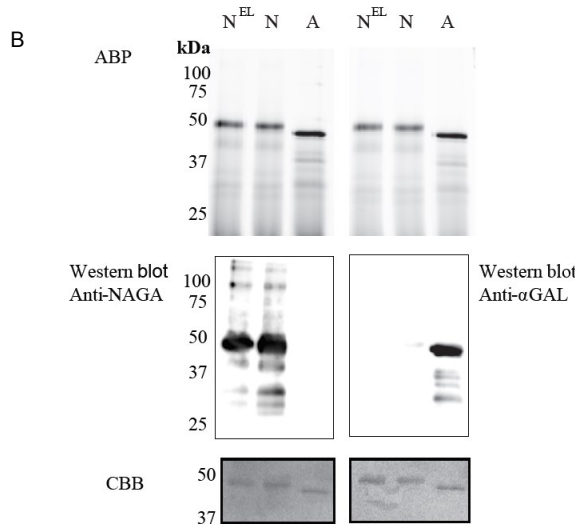 B
ABP
N^EL N A N^EL N A
kDa
100
75
50
37
25
Western blot
Anti-NAGA
Western blot
Anti-αGAL
100
75
50
37
25
CBB
50
37